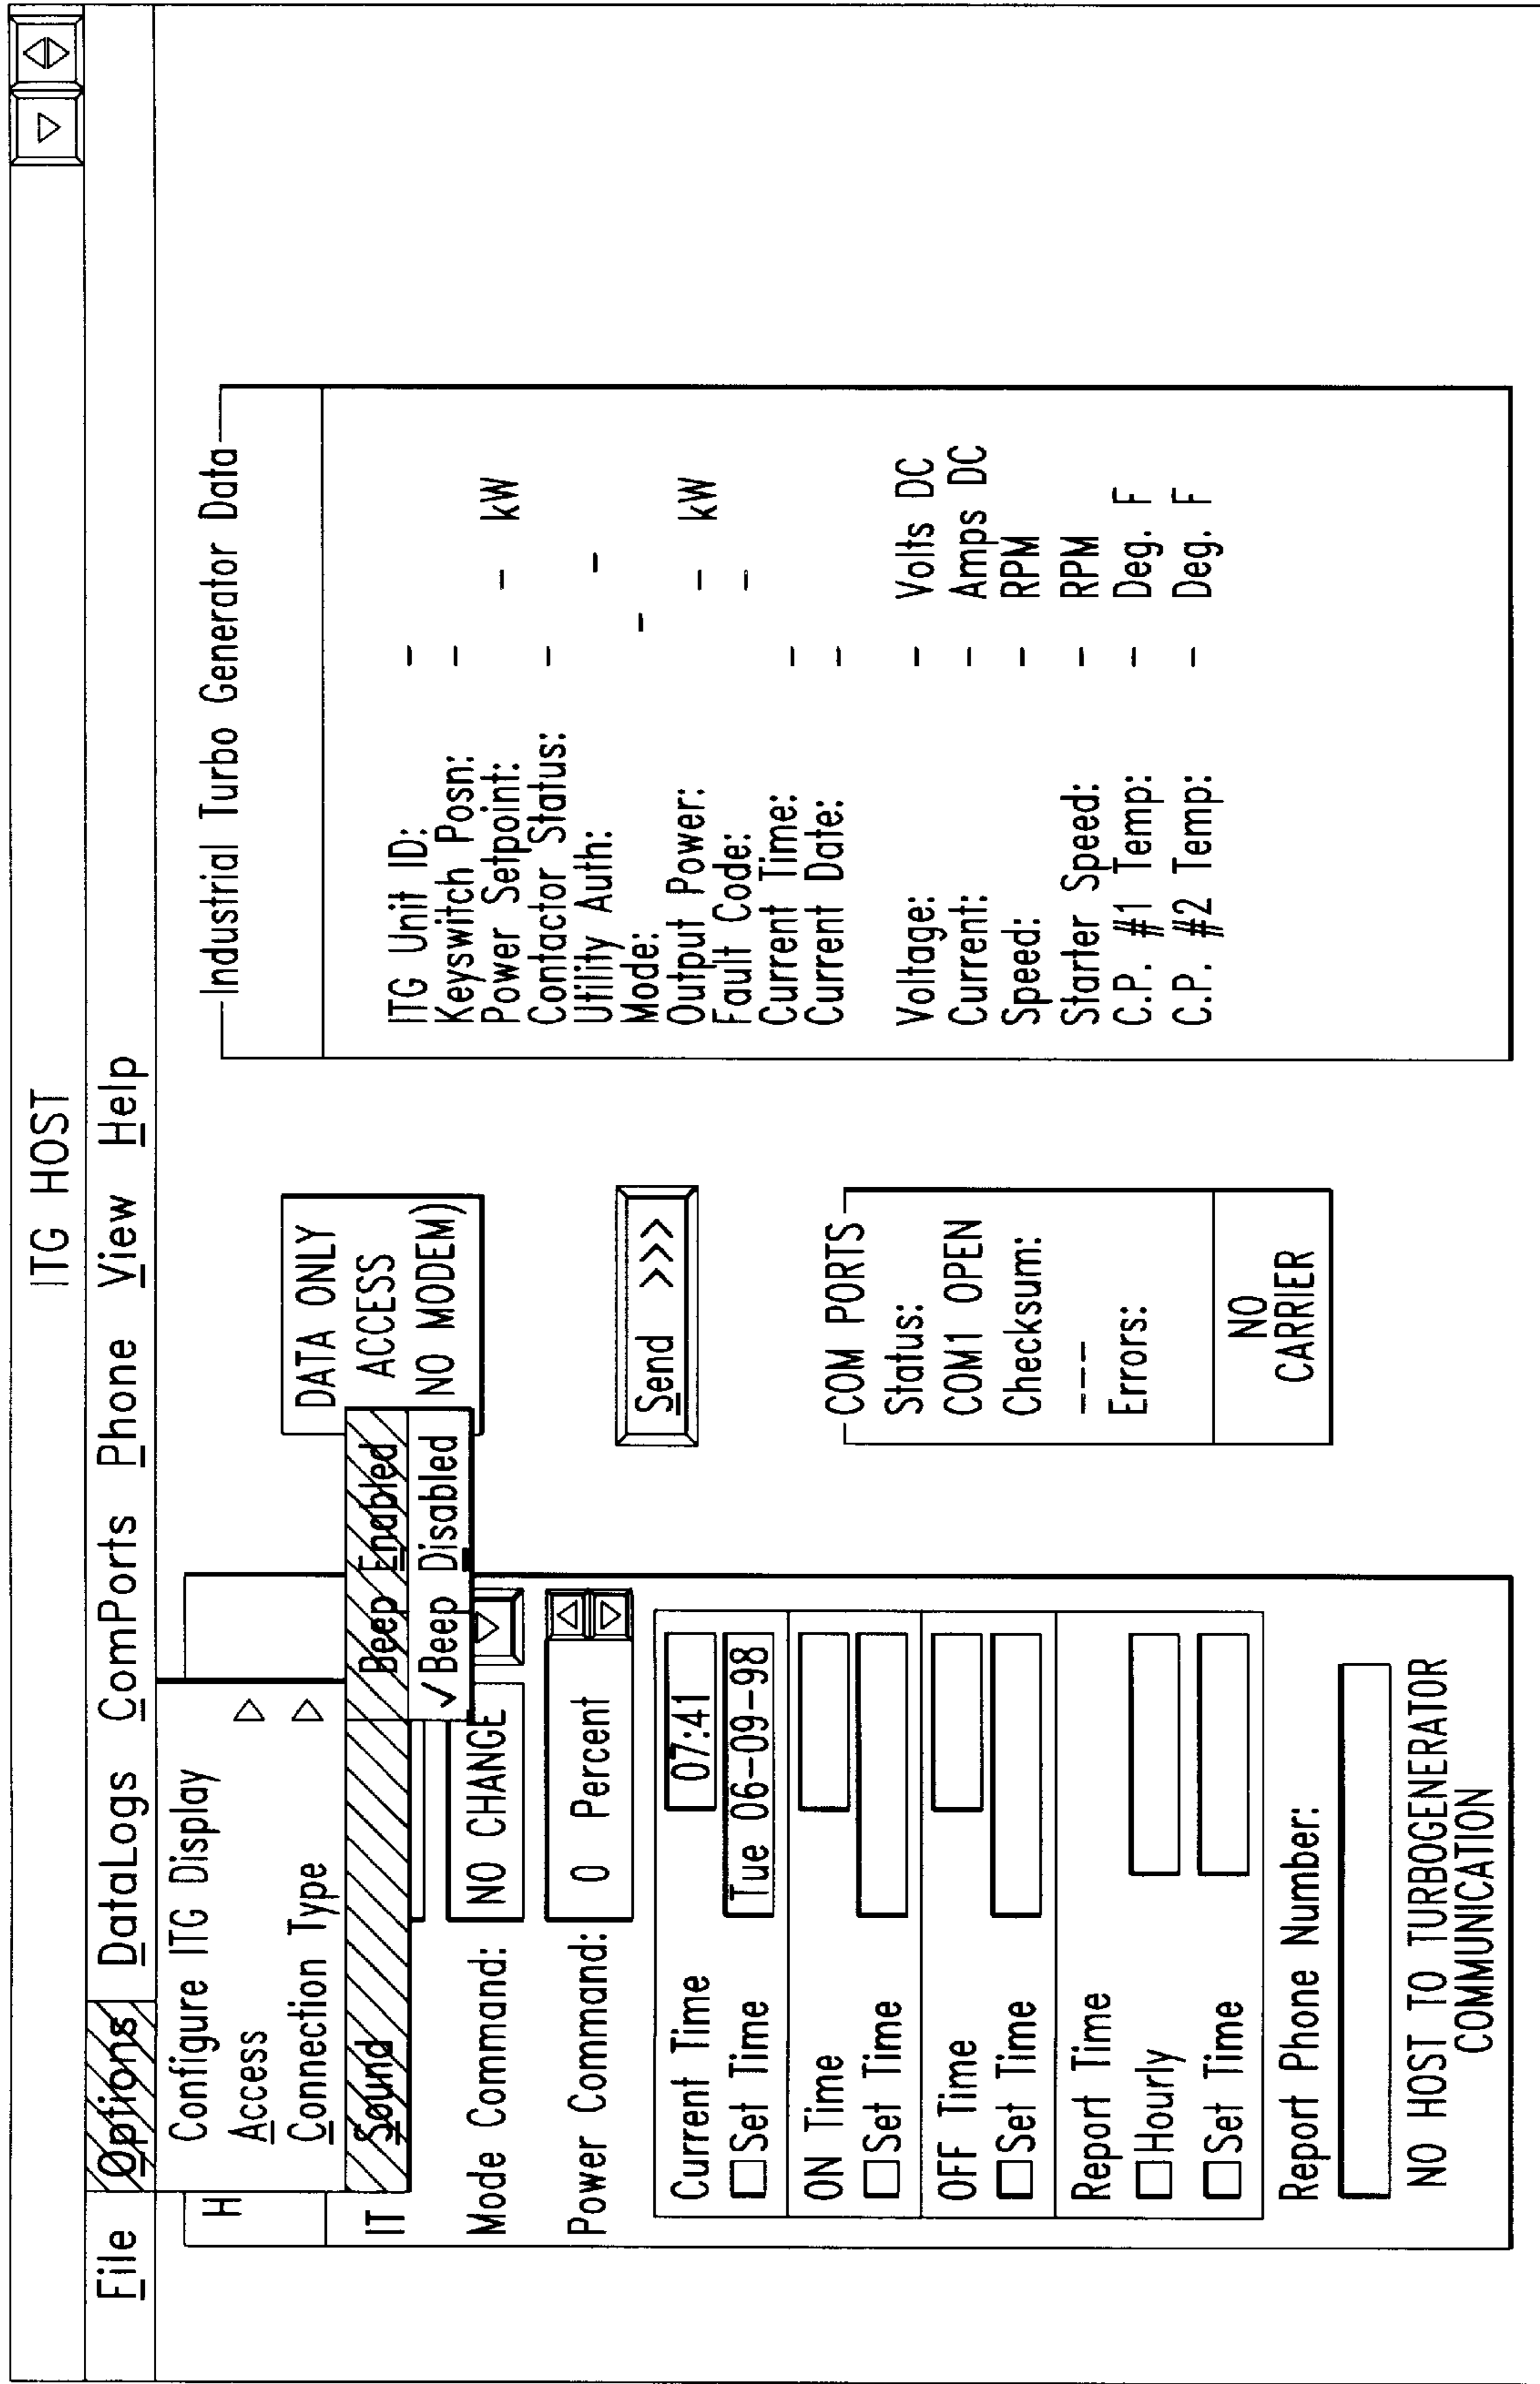 ITG HOST
File Options DataLogs ComPorts Phone View Help
Configure ITG Display
Access
Connection Type
Sound
Beep Enabled
✓Beep Disabled
H
IT
Mode Command: NO CHANGE
Power Command: 0 Percent
Current Time 07:41
Set Time Tue 06-09-98
ON Time
Set Time
OFF Time
Set Time
Report Time
Hourly
Set Time
Report Phone Number:
NO HOST TO TURBOGENERATOR
COMMUNICATION
DATA ONLY
ACCESS
NO MODEM)
Send >>>
COM PORTS
Status:
COM1 OPEN
Checksum:
---
Errors:
NO
CARRIER
Industrial Turbo Generator Data
ITG Unit ID: -
Keyswitch Posn: -
Power Setpoint: - kW
Contactor Status: -
Utility Auth: -
Mode: -
Output Power: - kW
Fault Code: -
Current Time: -
Current Date: -
Voltage: - Volts DC
Current: - Amps DC
Speed: - RPM
Starter Speed: - RPM
C.P. #1 Temp: - Deg. F
C.P. #2 Temp: - Deg. F